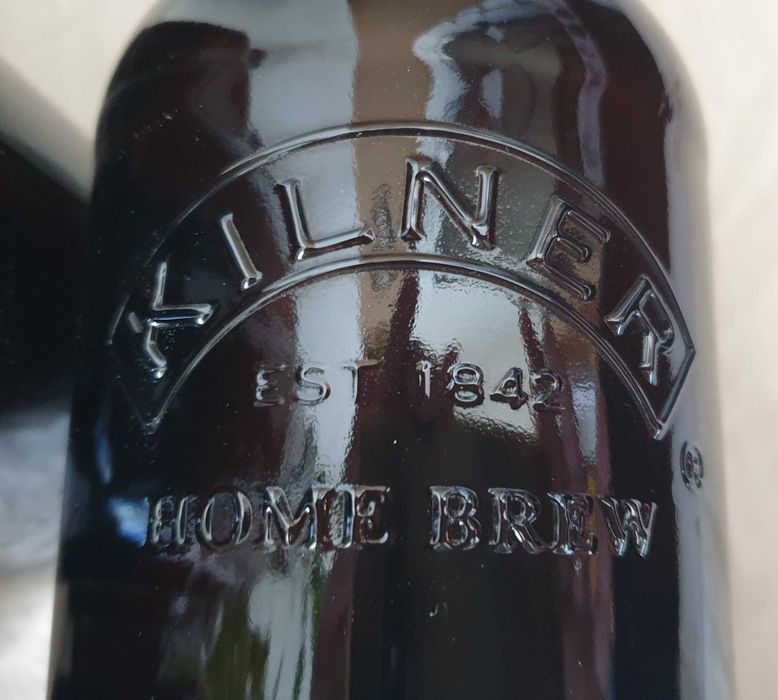 KILNER
EST 1842
®
HOME BREW